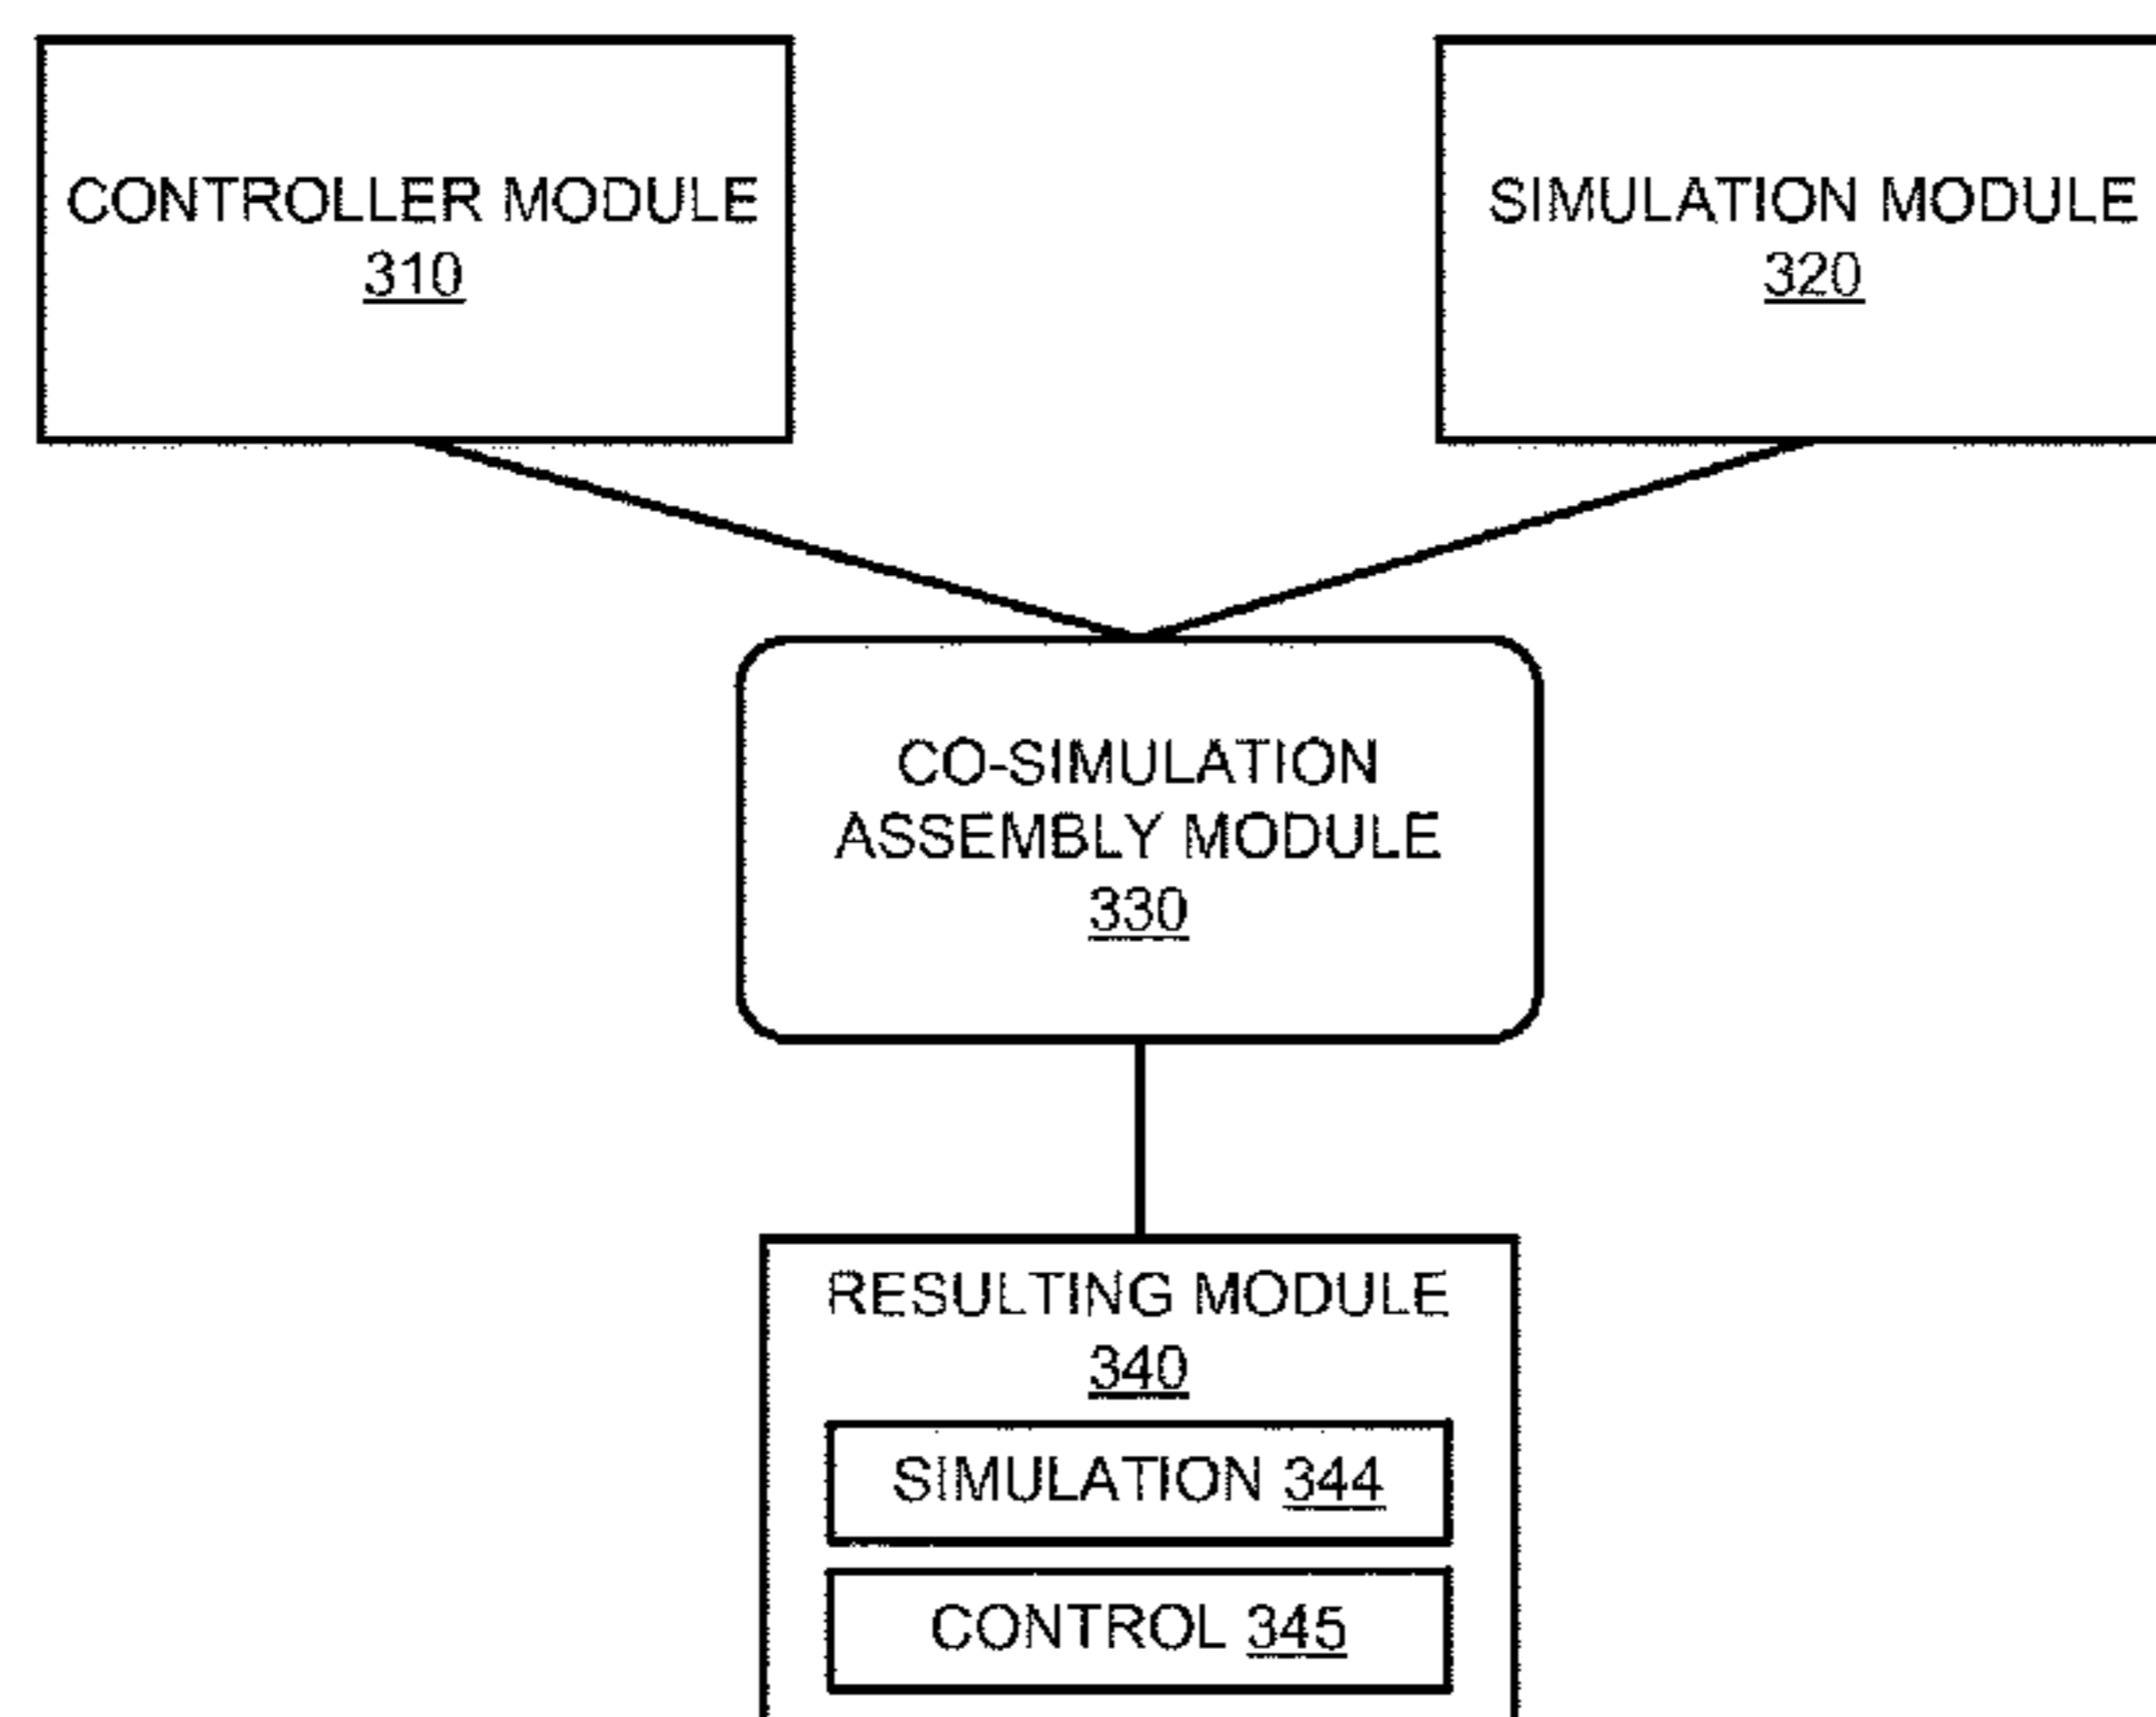 CONTROLLER MODULE
310
SIMULATION MODULE
320
CO-SIMULATION
ASSEMBLY MODULE
330
RESULTING MODULE
340
SIMULATION 344
CONTROL 345